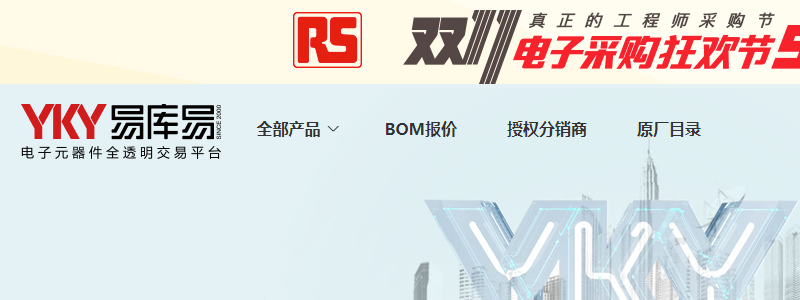 RS
双11
真正的工程师采购节
电子采购狂欢节
YKY 易库易
SINCE 2000
电子元器件全透明交易平台
全部产品
BOM报价
授权分销商
原厂目录
YKY